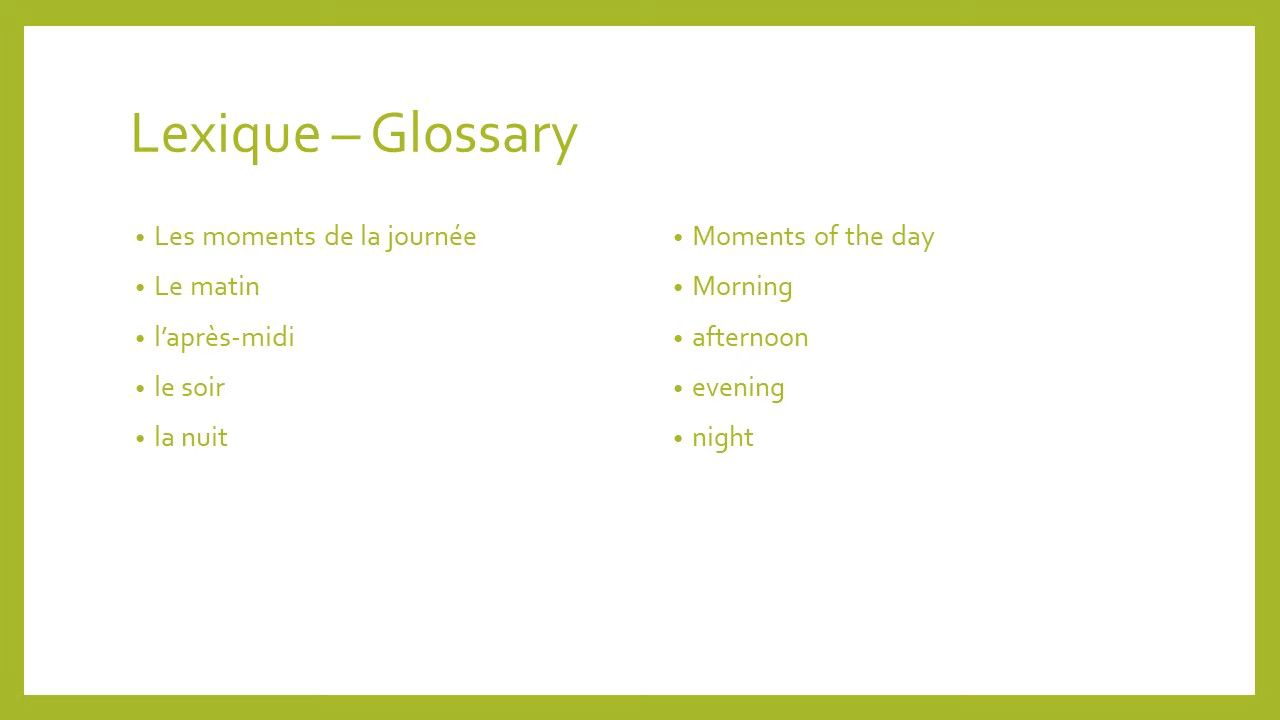 Lexique – Glossary
• Les moments de la journée
• Le matin
• l’après-midi
• le soir
• la nuit
• Moments of the day
• Morning
• afternoon
• evening
• night